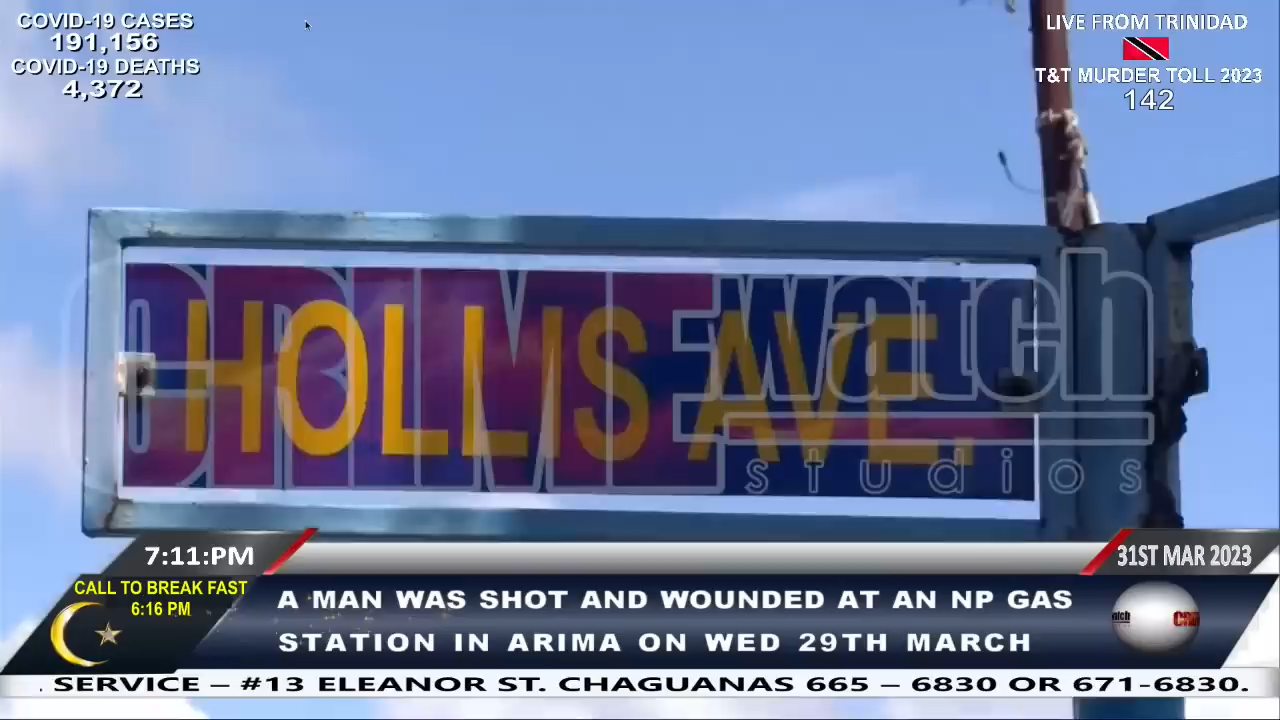 COVID-19 CASES
191,156
COVID-19 DEATHS
4,372
LIVE FROM TRINIDAD
T&T MURDER TOLL 2023
142
HOLLIS AVE.
CRIME watch
studios
7:11:PM
31ST MAR 2023
CALL TO BREAK FAST
6:16 PM
A MAN WAS SHOT AND WOUNDED AT AN NP GAS
STATION IN ARIMA ON WED 29TH MARCH
. SERVICE – #13 ELEANOR ST. CHAGUANAS 665 – 6830 OR 671-6830.